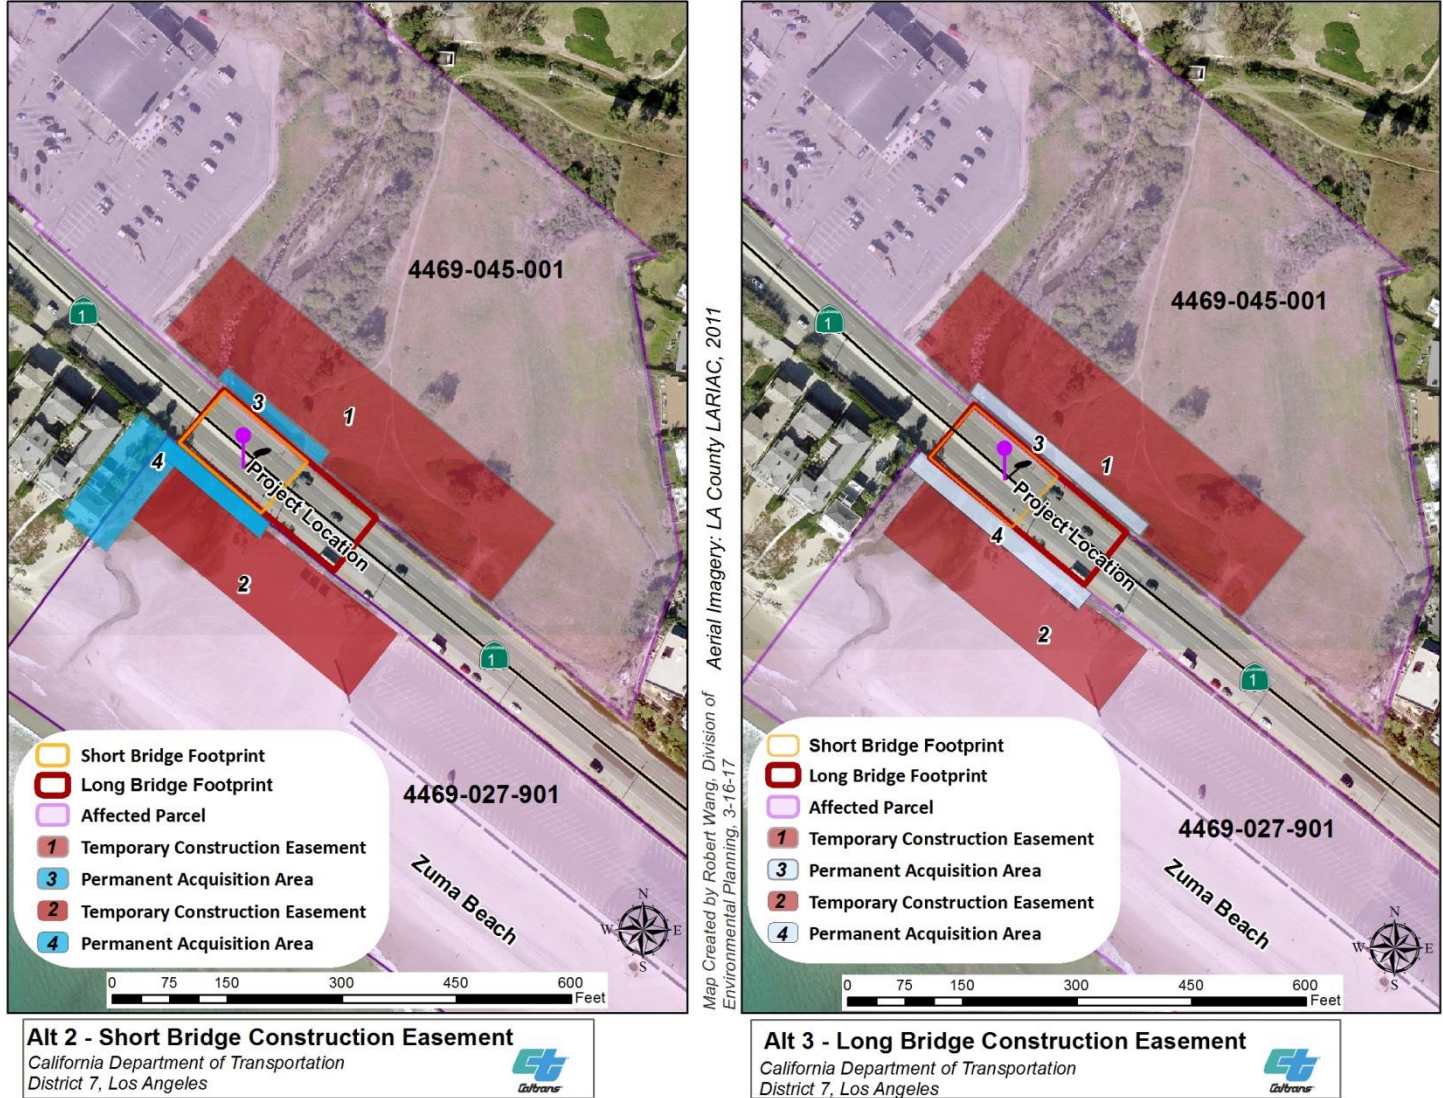 4469-045-001
1
3
1
4
Project Location
2
1
Short Bridge Footprint
Long Bridge Footprint
Affected Parcel
1 Temporary Construction Easement
3 Permanent Acquisition Area
2 Temporary Construction Easement
4 Permanent Acquisition Area
4469-027-901
Zuma Beach
N
W E
S
0 75 150 300 450 600
Feet
Alt 2 - Short Bridge Construction Easement
California Department of Transportation
District 7, Los Angeles
Caltrans
Map Created by Robert Wang, Division of
Environmental Planning, 3-16-17
Aerial Imagery: LA County LARIAC, 2011
4469-045-001
1
3
1
4
Project Location
2
1
Short Bridge Footprint
Long Bridge Footprint
Affected Parcel
1 Temporary Construction Easement
3 Permanent Acquisition Area
2 Temporary Construction Easement
4 Permanent Acquisition Area
4469-027-901
Zuma Beach
N
W E
S
0 75 150 300 450 600
Feet
Alt 3 - Long Bridge Construction Easement
California Department of Transportation
District 7, Los Angeles
Caltrans